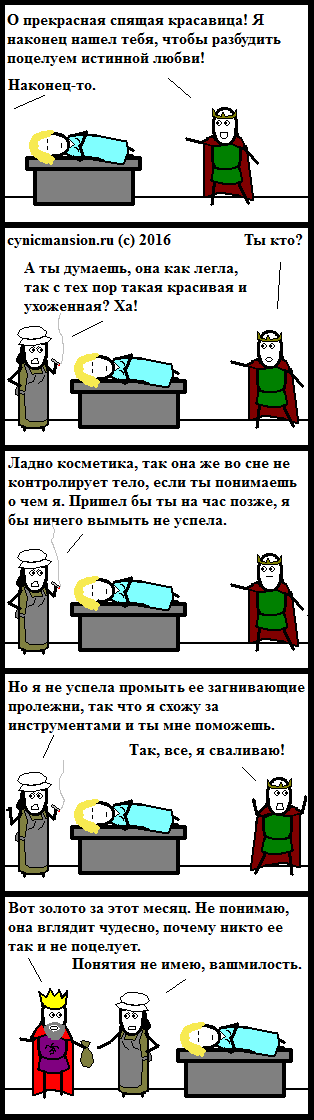 О прекрасная спящая красавица! Я
наконец нашел тебя, чтобы разбудить
поцелуем истинной любви!
Наконец-то.
cynicmansion.ru (c) 2016
Ты кто?
А ты думаешь, она как легла,
так с тех пор такая красивая и
ухоженная? Ха!
Ладно косметика, так она же во сне не
контролирует тело, если ты понимаешь
о чем я. Пришел бы ты на час позже, я
бы ничего вымыть не успела.
Но я не успела промыть ее загнивающие
пролежни, так что я схожу за
инструментами и ты мне поможешь.
Так, все, я сваливаю!
Вот золото за этот месяц. Не понимаю,
она вглядит чудесно, почему никто ее
так и не поцелует.
Понятия не имею, вашмилость.